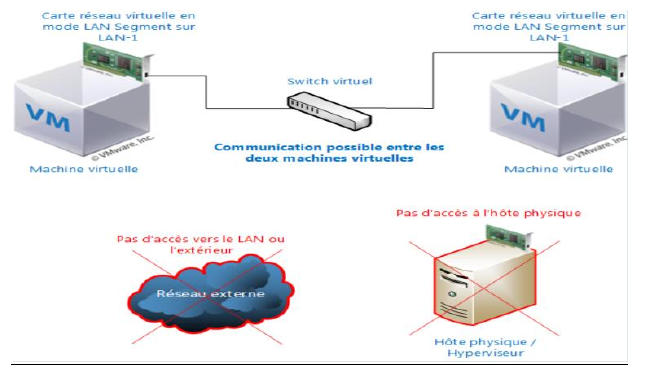 Carte réseau virtuelle en
mode LAN Segment sur
LAN-1
Carte réseau virtuelle en
mode LAN Segment sur
LAN-1
Switch virtuel
VM
VM
© VMware, Inc.
© VMware, Inc.
Communication possible entre les
deux machines virtuelles
Machine virtuelle
Machine virtuelle
Pas d'accès vers le LAN ou
l'extérieur
Pas d'accès à l'hôte physique
Réseau externe
Hôte physique /
Hyperviseur